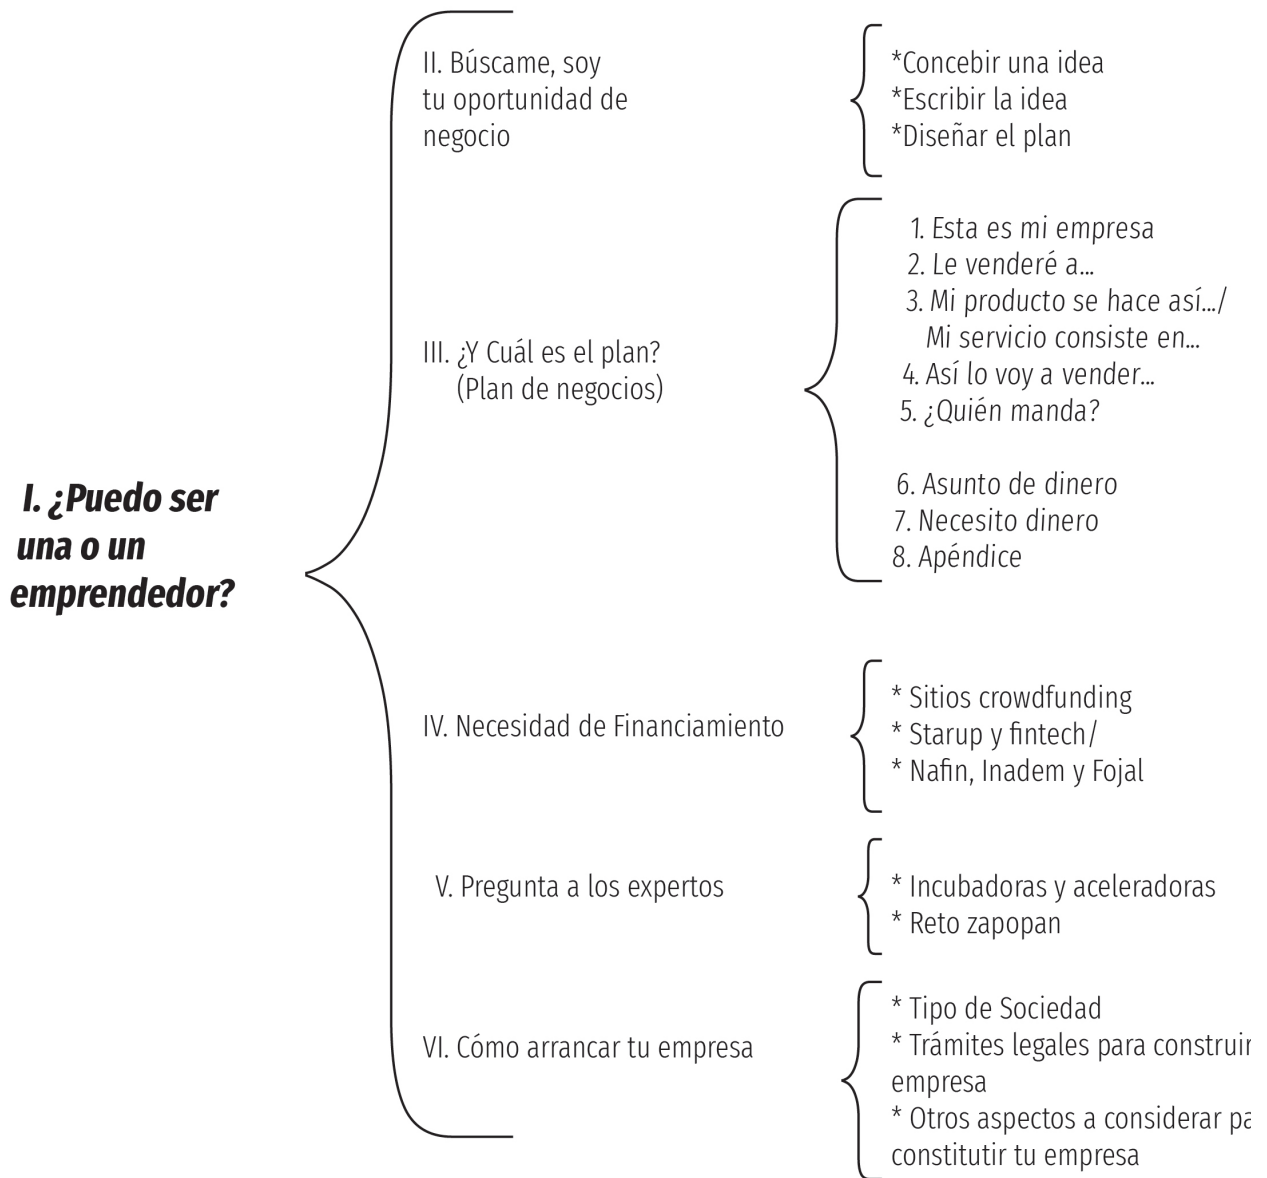 I. ¿Puedo ser
una o un
emprendedor?
II. Búscame, soy
tu oportunidad de
negocio
*Concebir una idea
*Escribir la idea
*Diseñar el plan
III. ¿Y Cuál es el plan?
(Plan de negocios)
1. Esta es mi empresa
2. Le venderé a...
3. Mi producto se hace así.../
Mi servicio consiste en...
4. Así lo voy a vender...
5. ¿Quién manda?
6. Asunto de dinero
7. Necesito dinero
8. Apéndice
IV. Necesidad de Financiamiento
* Sitios crowdfunding
* Starup y fintech/
* Nafin, Inadem y Fojal
V. Pregunta a los expertos
* Incubadoras y aceleradoras
* Reto zapopan
VI. Cómo arrancar tu empresa
* Tipo de Sociedad
* Trámites legales para construir
empresa
* Otros aspectos a considerar
constitutir tu empresa